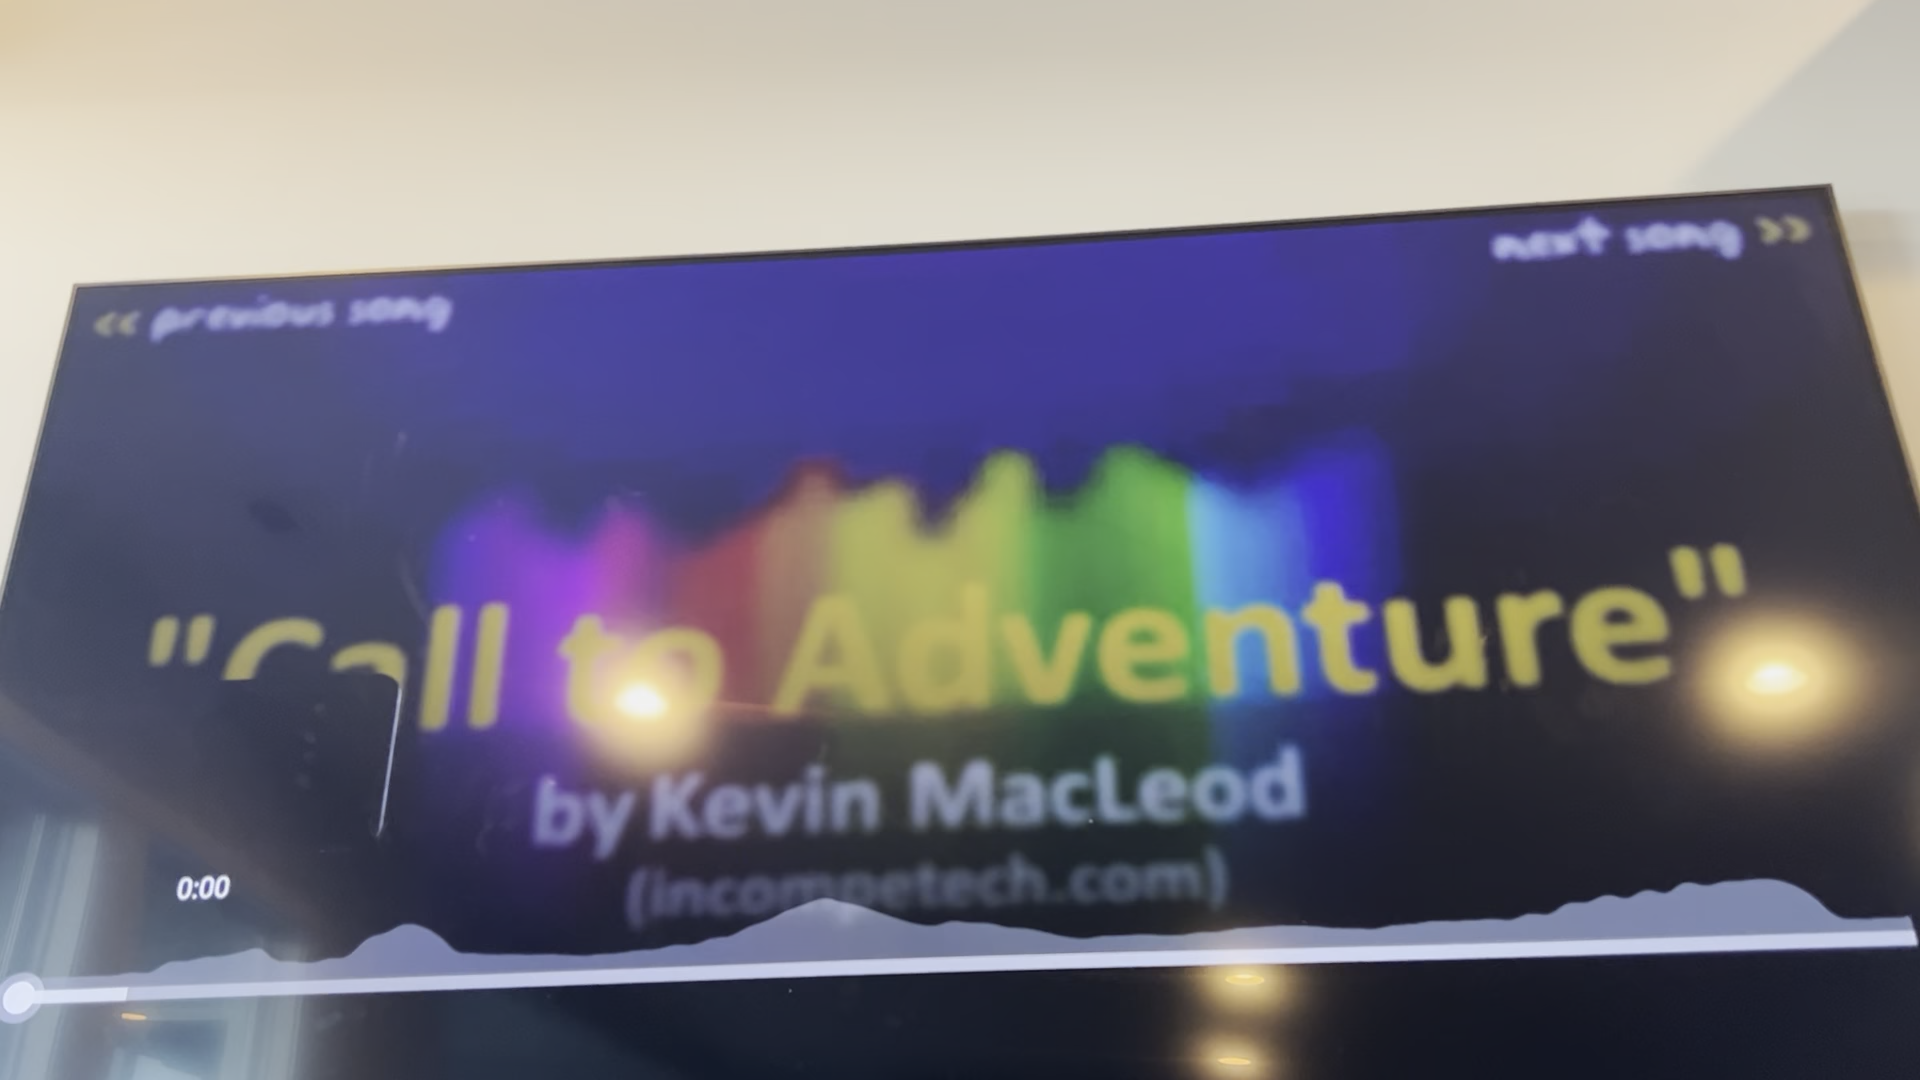 << previous song
next song >>
"Call to Adventure"
by Kevin MacLeod
(incompetech.com)
0:00